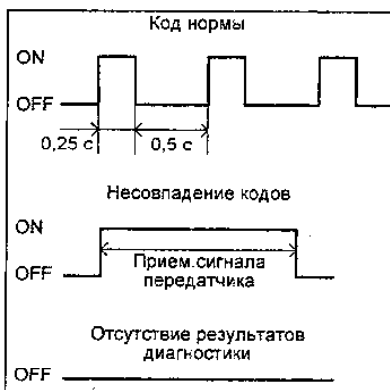 Код нормы
ON
OFF
0,25 с
0,5 с
Несовпадение кодов
ON
OFF
Прием.сигнала
передатчика
Отсутствие результатов
диагностики
OFF